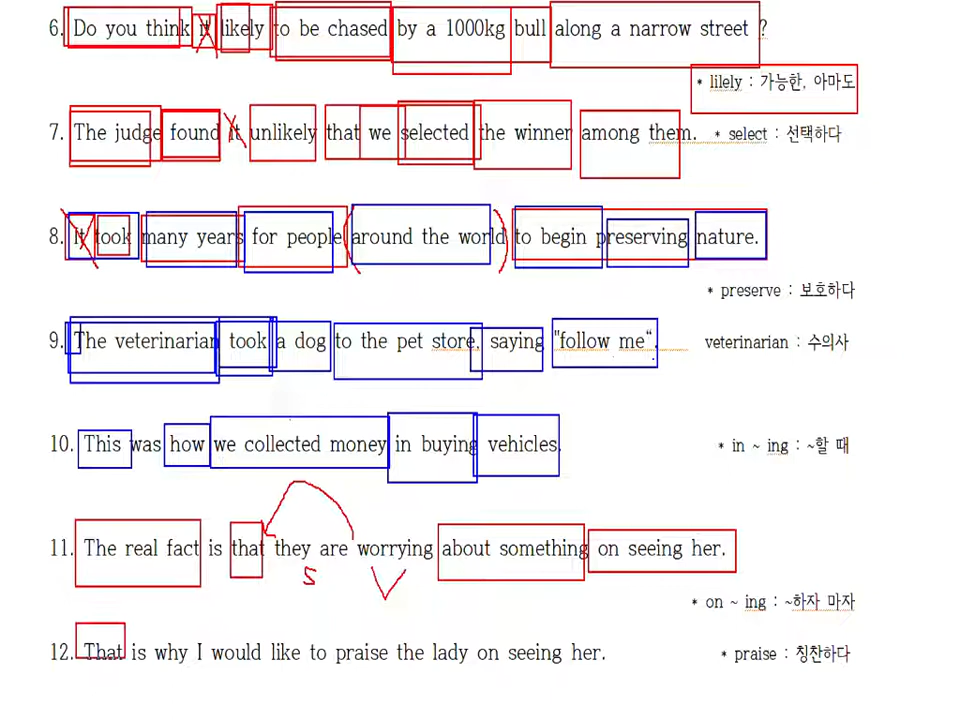 6. Do you think it likely to be chased by a 1000kg bull along a narrow street ?
* lilely : 가능한, 아마도
7. The judge found it unlikely that we selected the winner among them. * select : 선택하다
8. It took many years for people around the world to begin preserving nature.
* preserve : 보호하다
9. The veterinarian took a dog to the pet store, saying "follow me“. veterinarian : 수의사
10. This was how we collected money in buying vehicles. * in ~ ing : ~할 때
11. The real fact is that they are worrying about something on seeing her.
S V
* on ~ ing : ~하자 마자
12. That is why I would like to praise the lady on seeing her. * praise : 칭찬하다